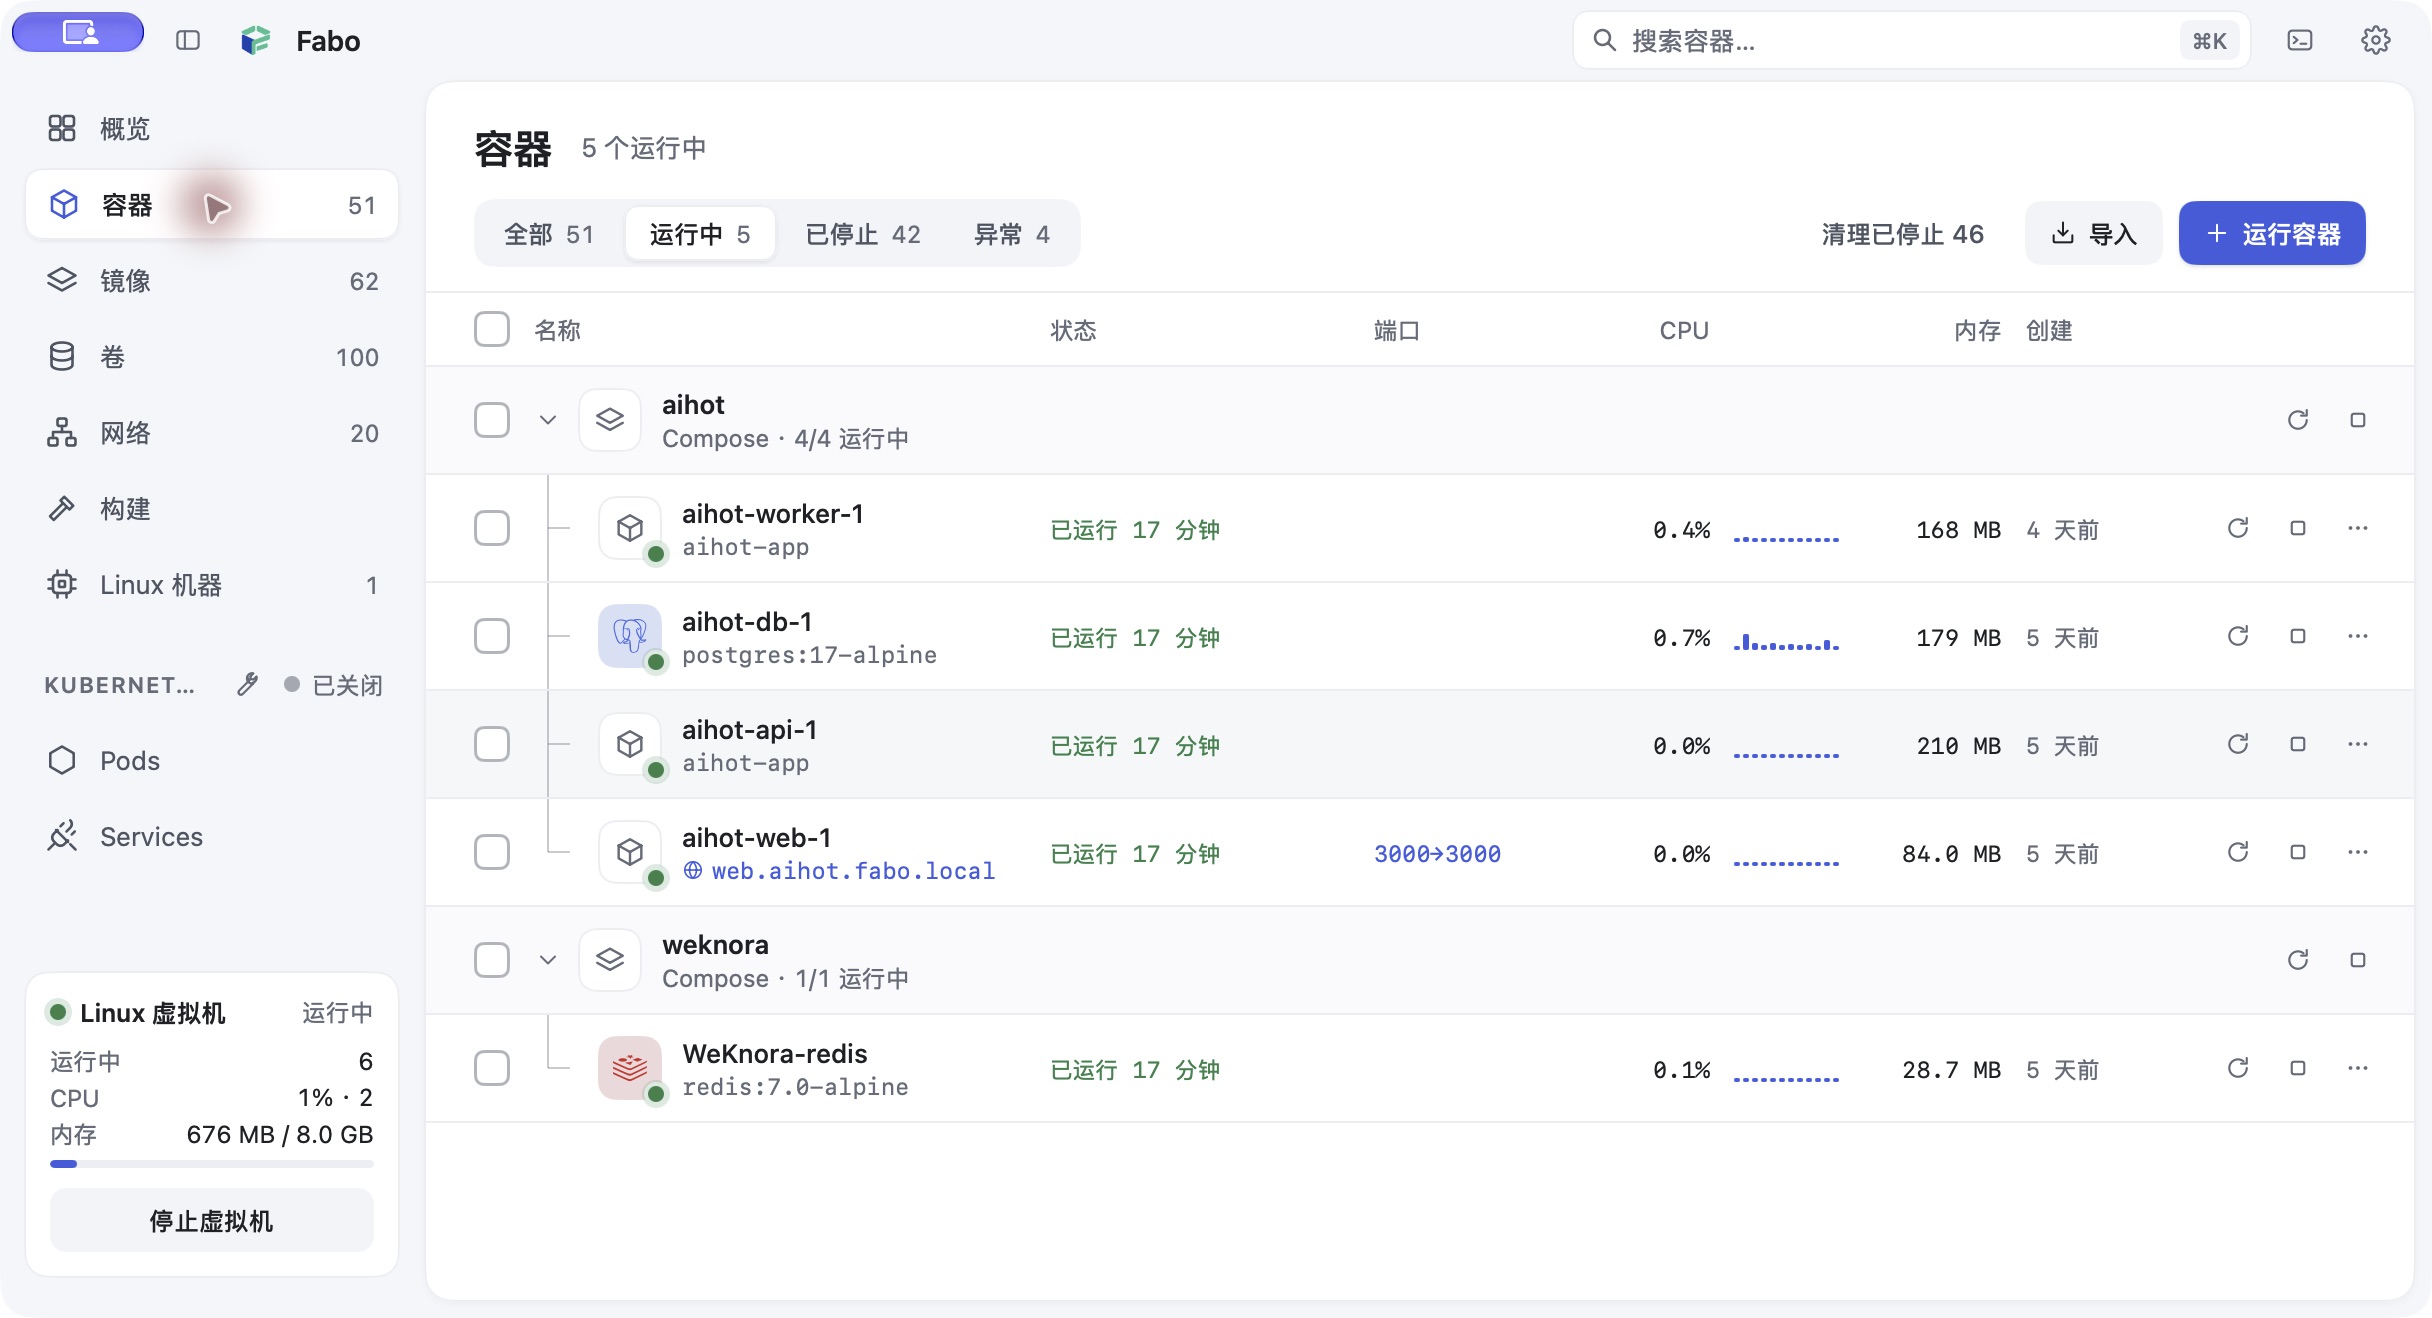 Fabo
搜索容器...
⌘K
概览
容器 51
镜像 62
卷 100
网络 20
构建
Linux 机器 1
KUBERNET... 已关闭
Pods
Services
Linux 虚拟机 运行中
运行中 6
CPU 1% · 2
内存 676 MB / 8.0 GB
停止虚拟机
容器 5 个运行中
全部 51 运行中 5 已停止 42 异常 4
清理已停止 46 导入 + 运行容器
名称 状态 端口 CPU 内存 创建
aihot
Compose · 4/4 运行中
aihot-worker-1
aihot-app
已运行 17 分钟 0.4% 168 MB 4 天前
aihot-db-1
postgres:17-alpine
已运行 17 分钟 0.7% 179 MB 5 天前
aihot-api-1
aihot-app
已运行 17 分钟 0.0% 210 MB 5 天前
aihot-web-1
web.aihot.fabo.local
已运行 17 分钟 3000→3000 0.0% 84.0 MB 5 天前
weknora
Compose · 1/1 运行中
WeKnora-redis
redis:7.0-alpine
已运行 17 分钟 0.1% 28.7 MB 5 天前